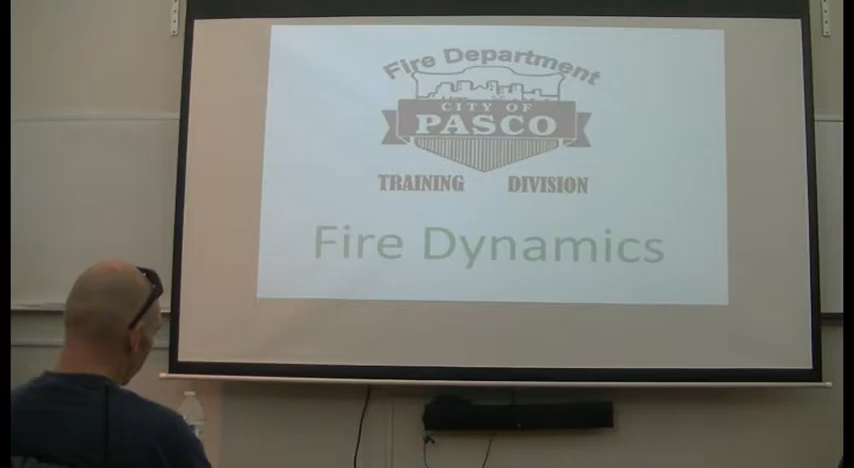 Fire Department
CITY OF
PASCO
TRAINING DIVISION
Fire Dynamics